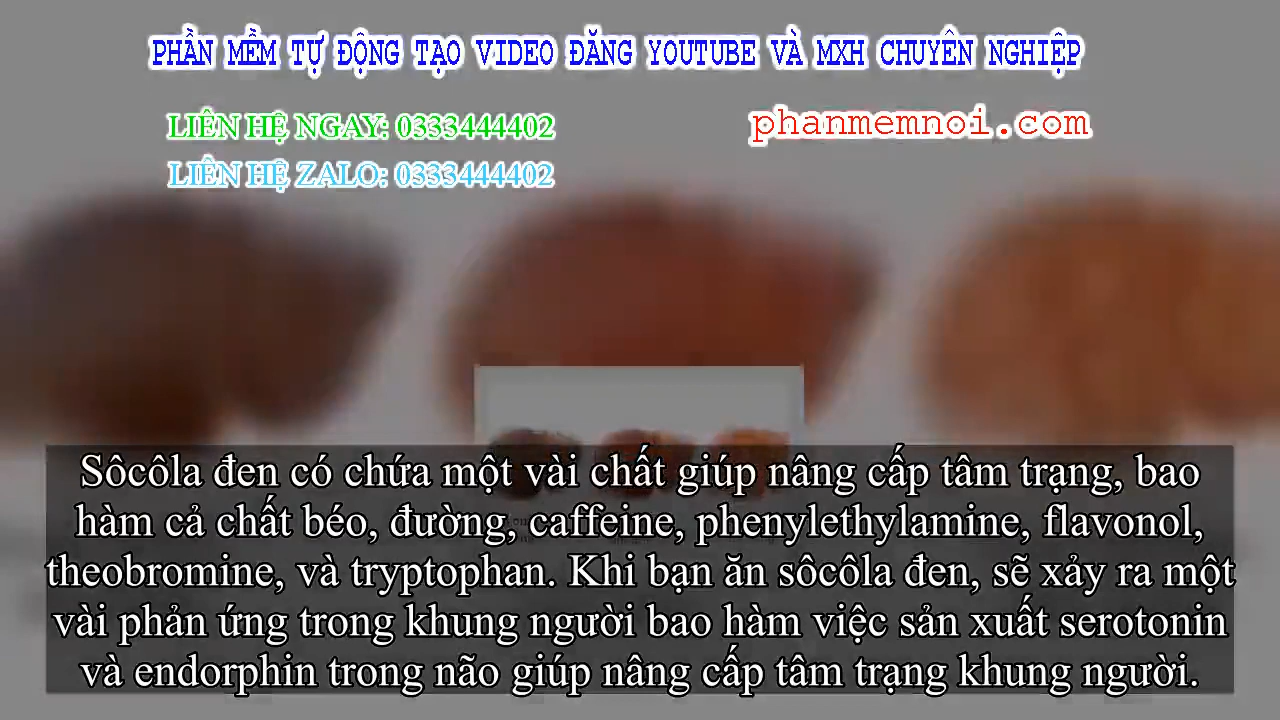 PHẦN MỀM TỰ ĐỘNG TẠO VIDEO ĐĂNG YOUTUBE VÀ MXH CHUYÊN NGHIỆP
LIÊN HỆ NGAY: 0333444402
phanmemnoi.com
LIÊN HỆ ZALO: 0333444402
Sôcôla đen có chứa một vài chất giúp nâng cấp tâm trạng, bao
hàm cả chất béo, đường, caffeine, phenylethylamine, flavonol,
theobromine, và tryptophan. Khi bạn ăn sôcôla đen, sẽ xảy ra một
vài phản ứng trong khung người bao hàm việc sản xuất serotonin
và endorphin trong não giúp nâng cấp tâm trạng khung người.